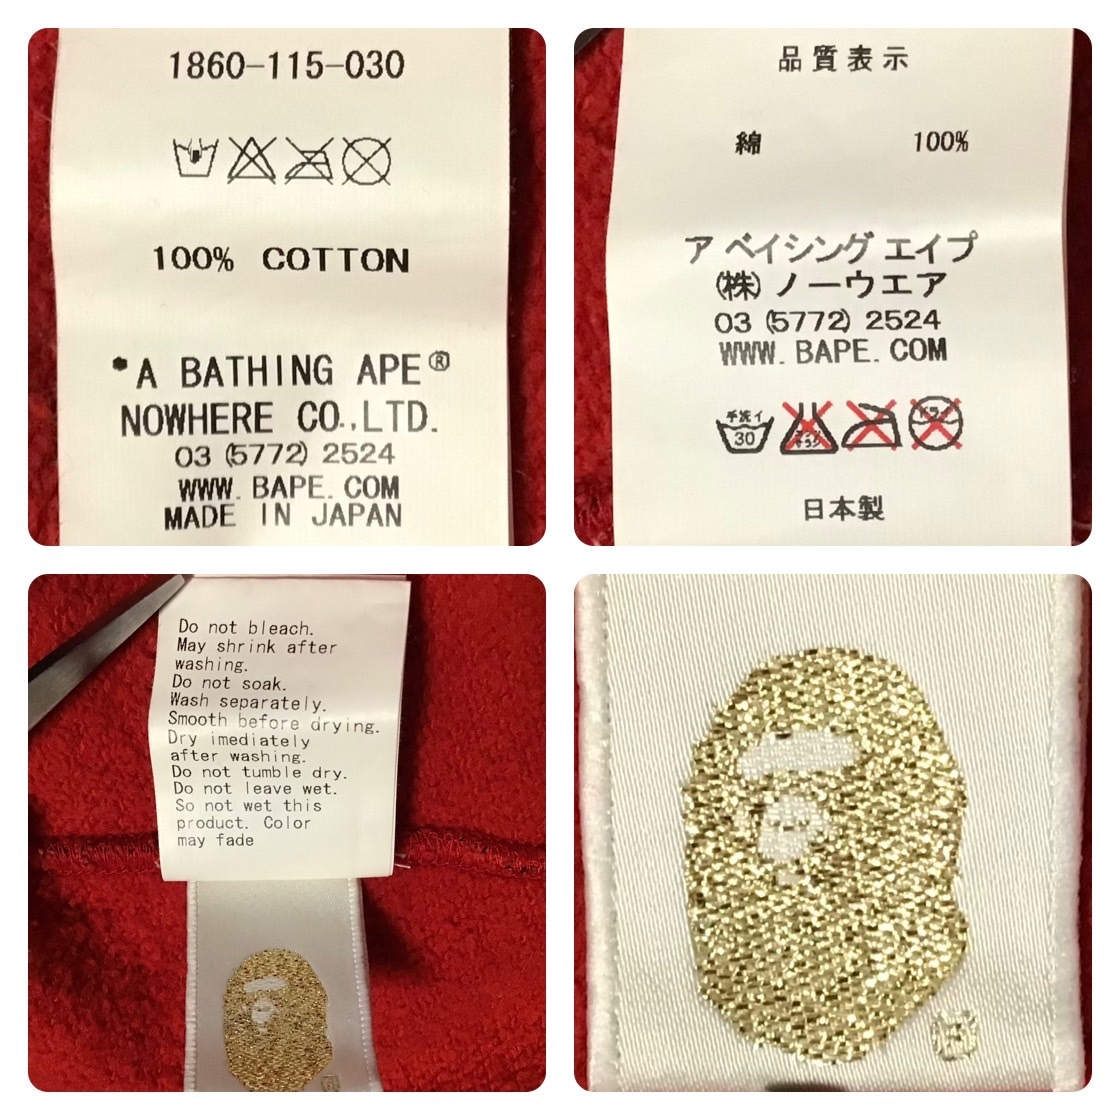 1860-115-030
100% COTTON
*A BATHING APE®
NOWHERE CO.,LTD.
03 (5772) 2524
WWW. BAPE. COM
MADE IN JAPAN
品質表示
綿 100%
ア ベイシング エイプ
(株) ノーウエア
03 (5772) 2524
WWW. BAPE. COM
手洗イ
30
ドライ
日本製
Do not bleach.
May shrink after
washing.
Do not soak.
Wash separately.
Smooth before drying.
Dry imediately
after washing.
Do not tumble dry.
Do not leave wet.
So not wet this
product. Color
may fade